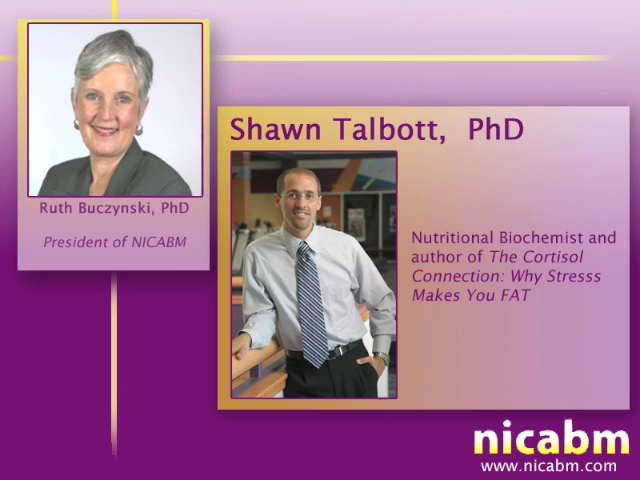 Ruth Buczynski, PhD
President of NICABM
Shawn Talbott, PhD
Nutritional Biochemist and
author of The Cortisol
Connection: Why Stresss
Makes You FAT
nicabm
www.nicabm.com